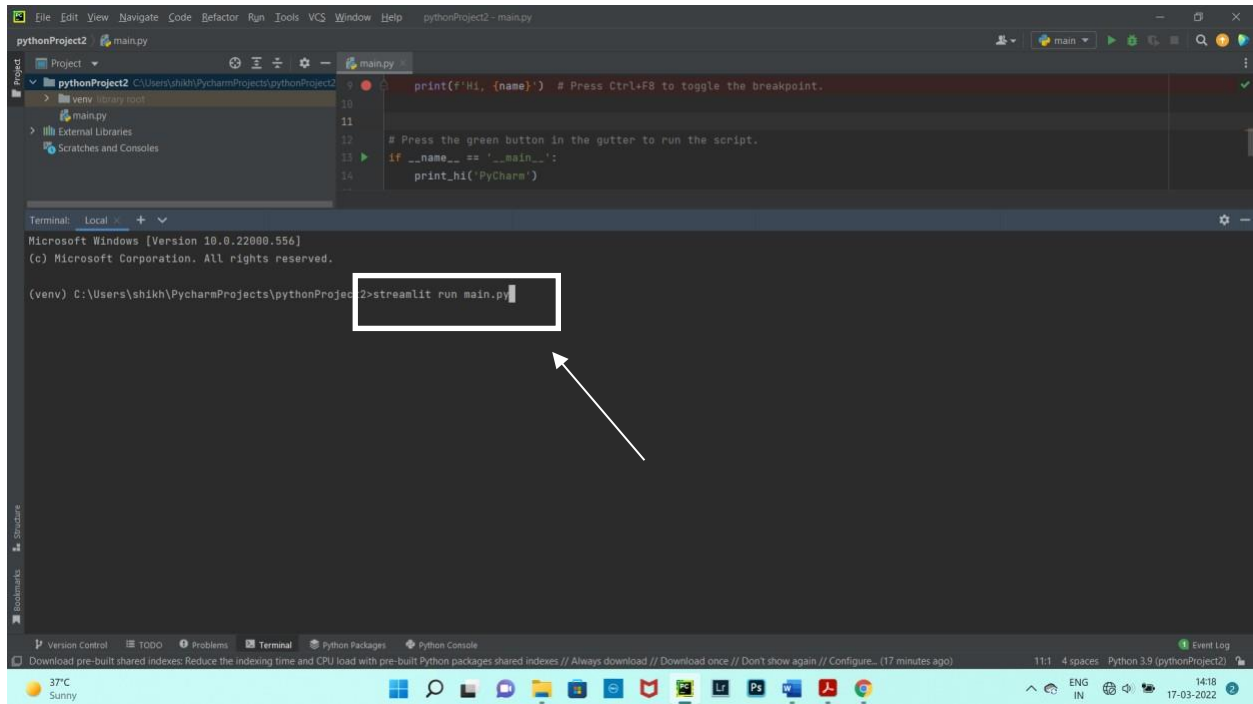 File Edit View Navigate Code Refactor Run Tools VCS Window Help pythonProject2 - main.py
pythonProject2 main.py
main
Project
Project
main.py
pythonProject2 C:\Users\shikh\PycharmProjects\pythonProject2
9 print(f'Hi, {name}') # Press Ctrl+F8 to toggle the breakpoint.
venv library root
10
main.py
11
External Libraries
12 # Press the green button in the gutter to run the script.
Scratches and Consoles
13 if __name__ == '__main__':
14 print_hi('PyCharm')
Terminal: Local
Microsoft Windows [Version 10.0.22000.556]
(c) Microsoft Corporation. All rights reserved.
(venv) C:\Users\shikh\PycharmProjects\pythonProject2>streamlit run main.py
Structure
Bookmarks
Version Control TODO Problems Terminal Python Packages Python Console 1 Event Log
Download pre-built shared indexes: Reduce the indexing time and CPU load with pre-built Python packages shared indexes // Always download // Download once // Don't show again // Configure... (17 minutes ago) 11:1 4 spaces Python 3.9 (pythonProject2)
37°C
Sunny
Lr Ps
ENG
IN
14:18
17-03-2022
2